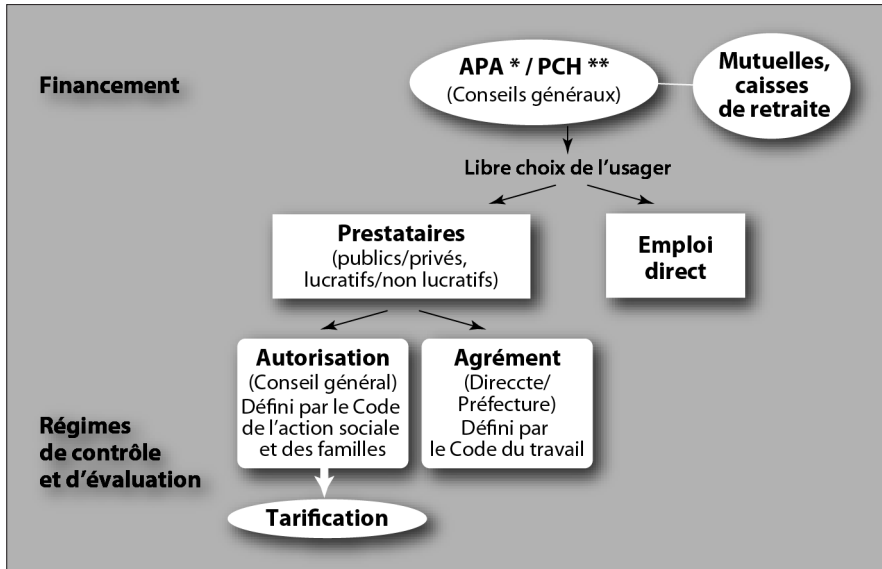 Financement
APA * / PCH **
(Conseils généraux)
Mutuelles,
caisses
de retraite
Libre choix de l'usager
Prestataires
(publics/privés,
lucratifs/non lucratifs)
Emploi
direct
Régimes
de contrôle
et d'évaluation
Autorisation
(Conseil général)
Défini par le Code
de l'action sociale
et des familles
Agrément
(Direccte/
Préfecture)
Défini par
le Code du travail
Tarification